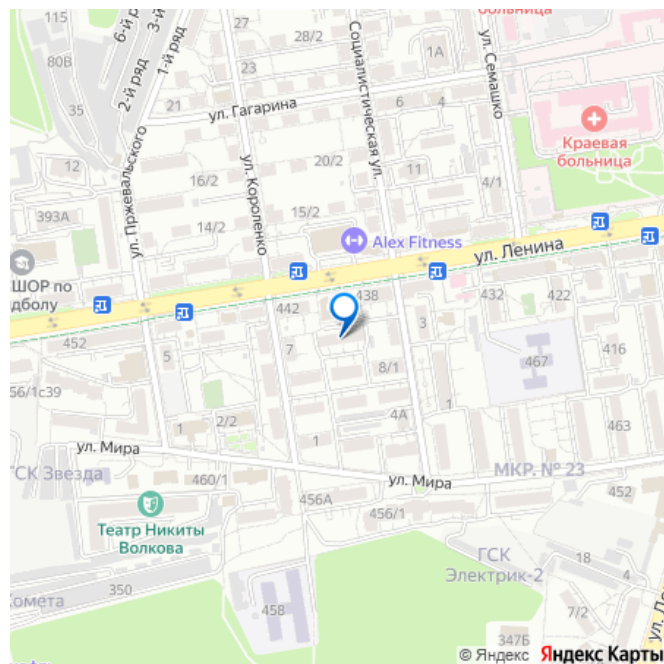 115
80В
6-й ряд
3-й
2-й ряд
1-й ряд
35
27
23
28/2
Социалистическая ул.
1А
ул. Семашко
больница
21
ул. Гагарина
6
4
Краевая
больница
12
ул. Пржевальского
16/2
ул. Короленко
20/2
11
4/1
393А
14/2
15/2
Alex Fitness
ул. Ленина
ШОР по
дболу
452
442
438
432
422
5
7
3
8/1
467
416
56/1с39
2/2
4А
1
1
1
463
ул. Мира
ГСК Звезда
460/1
ул. Мира
МКР. № 23
456А
452
Театр Никиты
Волкова
456/1
ГСК
Электрик-2
18
4
350
Комета
458
7/2
347Б
© Яндекс
Яндекс Карты